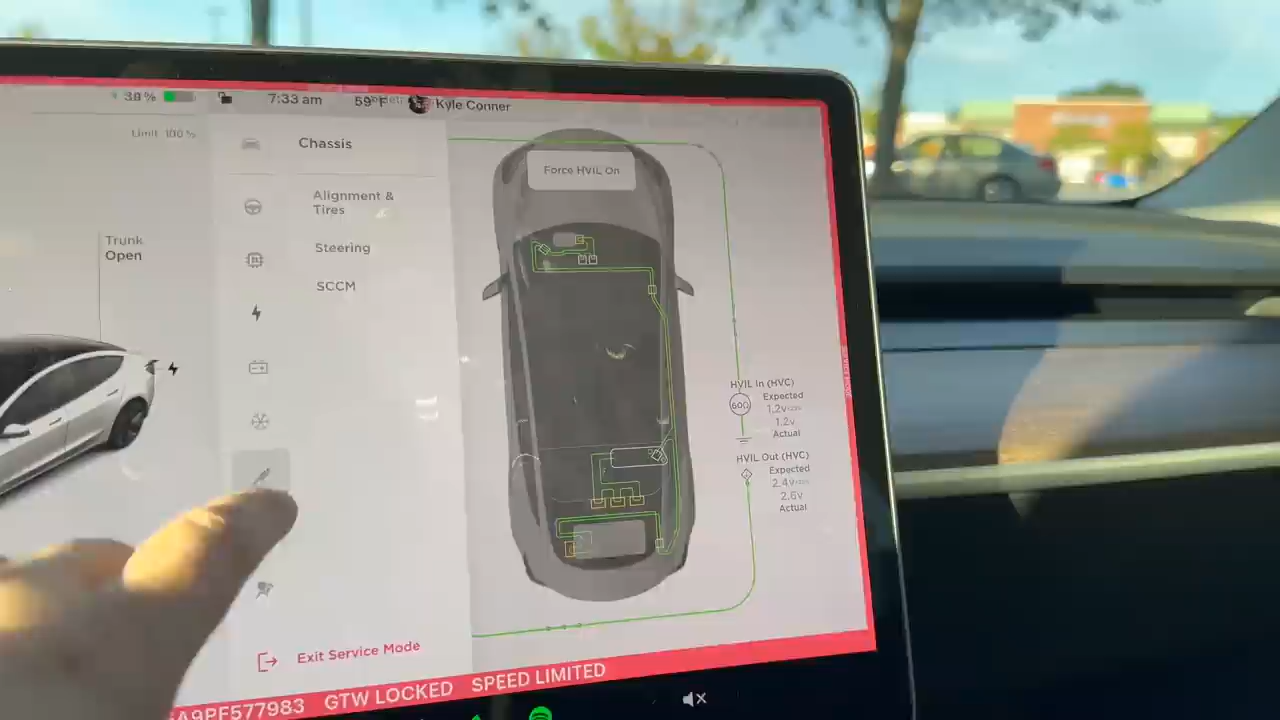 39%
7:33 am
59°F
Kyle Conner
Limit 100 %
Trunk
Open
Chassis
Alignment &
Tires
Steering
SCCM
Exit Service Mode
Force HVIL On
HVIL In (HVC)
60Ω
Expected
1.2v
1.2v
Actual
HVIL Out (HVC)
Expected
2.4v
2.6v
Actual
GTW LOCKED SPEED LIMITED